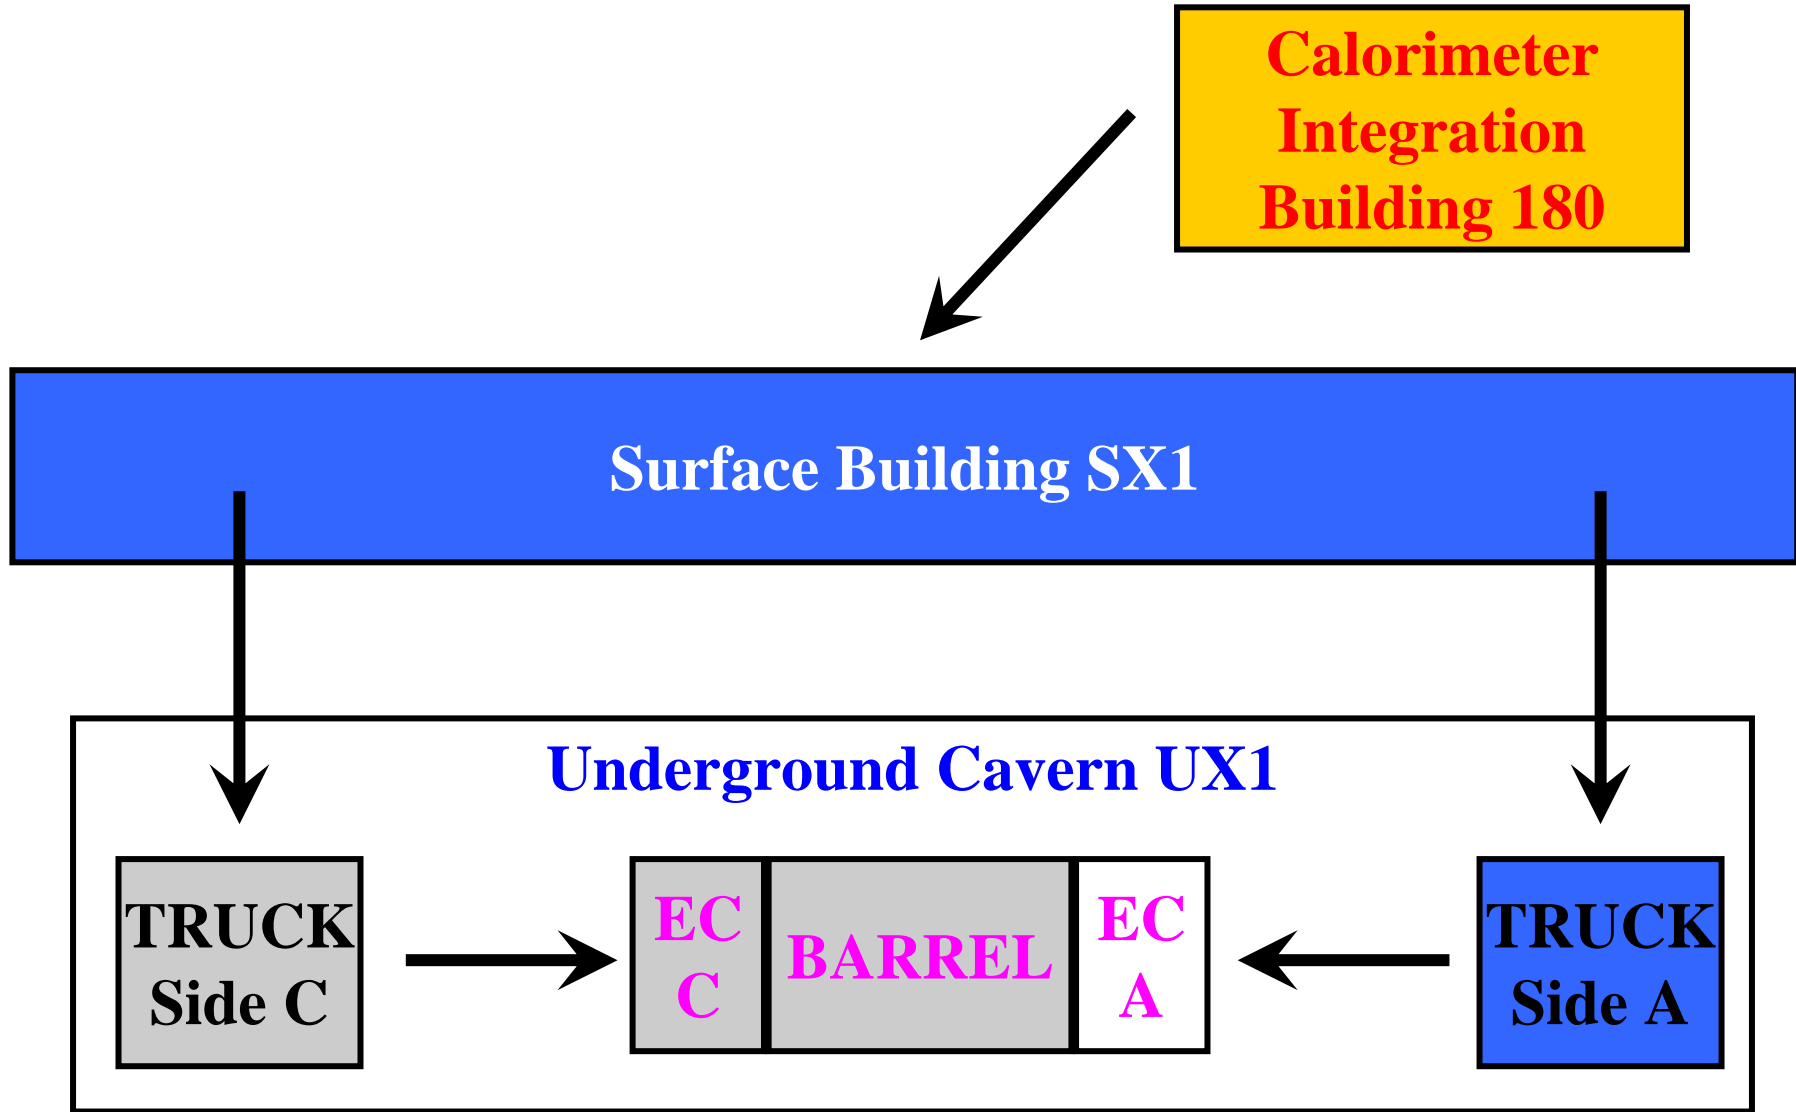 Calorimeter
Integration
Building 180
Surface Building SX1
Underground Cavern UX1
TRUCK
Side C
EC
C
BARREL
EC
A
TRUCK
Side A